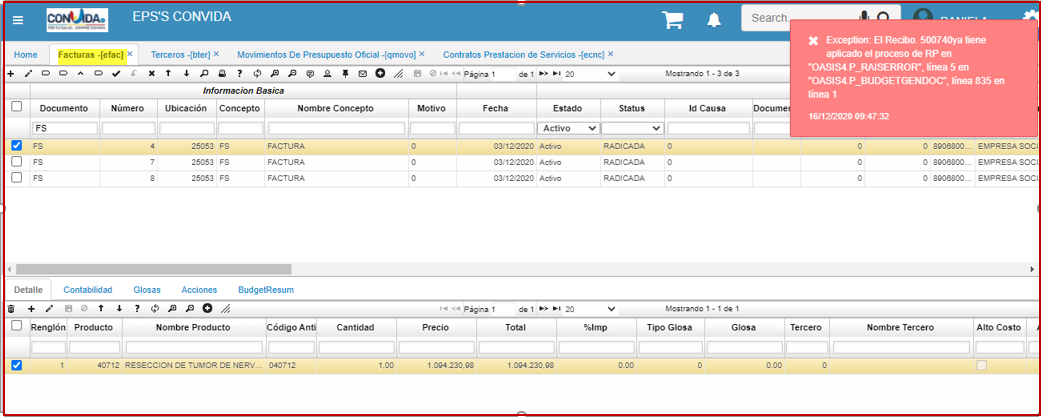 CONVIDA
EPS'S CONVIDA
Search...
DANIELA
Exception: El Recibo. 500740ya tiene
aplicado el proceso de RP en
"OASIS4.P_RAISERROR", línea 5 en
"OASIS4.P_BUDGETGENDOC", línea 835 en
línea 1
16/12/2020 09:47:32
Home Facturas -[efac] × Terceros -[bter] × Movimientos De Presupuesto Oficial -[qmovo] × Contratos Prestacion de Servicios -[ecnc] ×
Página 1 de 1 20 Mostrando 1 - 3 de 3
Informacion Basica
Documento Número Ubicación Concepto Nombre Concepto Motivo Fecha Estado Status Id Causa Docume
FS Activo
FS 4 25053 FS FACTURA 0 03/12/2020 Activo RADICADA 0 0 0 8906800... EMPRESA SOCI
FS 7 25053 FS FACTURA 0 03/12/2020 Activo RADICADA 0 0 0 8906800... EMPRESA SOCI
FS 8 25053 FS FACTURA 0 03/12/2020 Activo RADICADA 0 0 0 8906800... EMPRESA SOCI
Detalle Contabilidad Glosas Acciones BudgetResum
Página 1 de 1 20 Mostrando 1 - 1 de 1
Renglón Producto Nombre Producto Código Anti Cantidad Precio Total %Imp Tipo Glosa Glosa Tercero Nombre Tercero Alto Costo A
1 40712 RESECCION DE TUMOR DE NERV... 040712 1,00 1.094.230,98 1.094.230,98 0.00 0 0.00 0